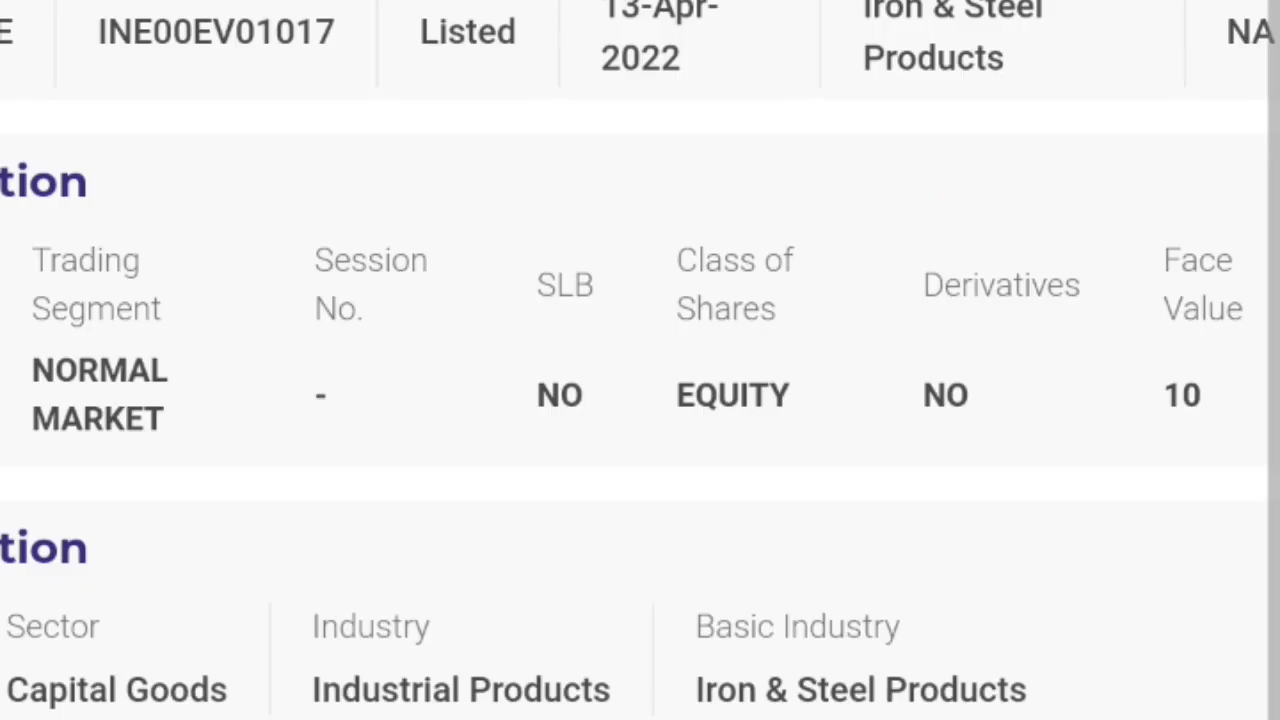 E INE00EV01017 Listed 13-Apr- Iron & Steel NA
2022 Products
tion
Trading Session SLB Class of Derivatives Face
Segment No. Shares Value
NORMAL - NO EQUITY NO 10
MARKET
tion
Sector Industry Basic Industry
Capital Goods Industrial Products Iron & Steel Products